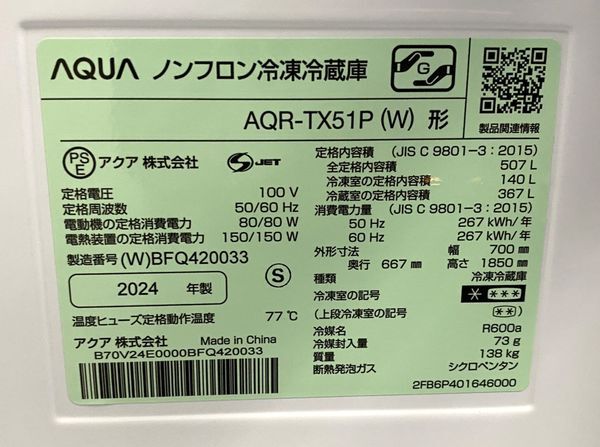 AQUA ノンフロン冷凍冷蔵庫
G
AQR-TX51P (W) 形
製品関連情報
PS
E
アクア 株式会社
S JET
定格電圧 100 V
定格周波数 50/60 Hz
電動機の定格消費電力 80/80 W
電熱装置の定格消費電力 150/150 W
製造番号(W)BFQ420033
2024 年製
S
温度ヒューズ定格動作温度 77℃
アクア 株式会社 Made in China
B70V24E0000BFQ420033
定格内容積 (JIS C 9801-3 : 2015)
全定格内容積 507 L
冷凍室の定格内容積 140 L
冷蔵室の定格内容積 367 L
消費電力量 (JIS C 9801-3 : 2015)
50 Hz 267 kWh/年
60 Hz 267 kWh/年
外形寸法 幅 700 mm
奥行 667 mm 高さ 1850 mm
種類 冷凍冷蔵庫
冷凍室の記号 * ***
(上段冷凍室の記号) (**)
冷媒名 R600a
冷媒封入量 73 g
質量 138 kg
断熱発泡ガス シクロペンタン
2FB6P401646000